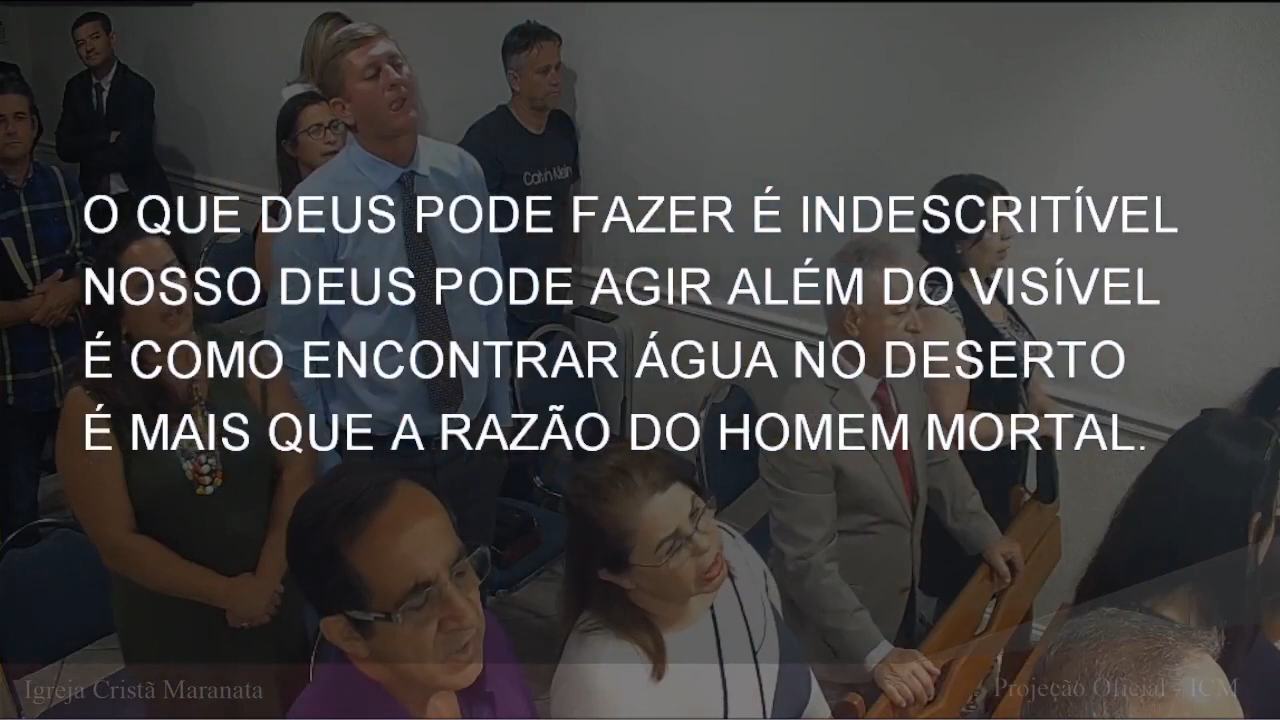 Calvin Klein
O QUE DEUS PODE FAZER É INDESCRITÍVEL
NOSSO DEUS PODE AGIR ALÉM DO VISÍVEL
É COMO ENCONTRAR ÁGUA NO DESERTO
É MAIS QUE A RAZÃO DO HOMEM MORTAL.
Igreja Cristã Maranata
Projeção Oficial - ICM